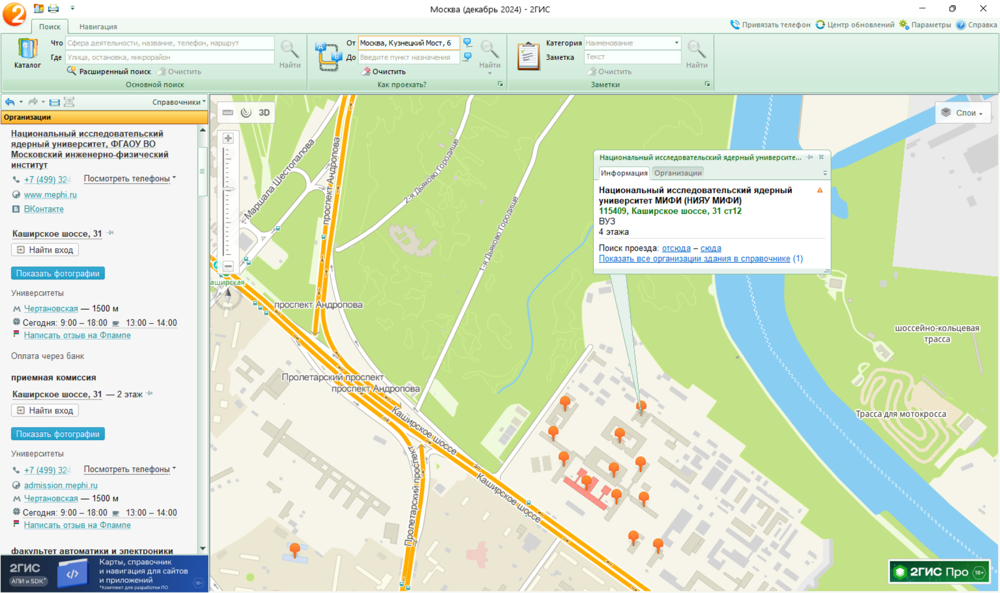 Москва (декабрь 2024) - 2ГИС
Поиск
Навигация
Привязать телефон
Центр обновлений
Параметры
Справка
Каталог
Что
Сфера деятельности, название, телефон, маршрут
Где
Улица, остановка, микрорайон
Расширенный поиск
Очистить
Найти
Основной поиск
От
Москва, Кузнецкий Мост, 6
До
Введите пункт назначения
Очистить
Найти
Как проехать?
Категория
Наименование
Заметка
Текст
Очистить
Найти
Заметки
Справочники
Организации
Национальный исследовательский
ядерный университет, ФГАОУ ВО
Московский инженерно-физический
институт
+7 (499) 324
Посмотреть телефоны
www.mephi.ru
ВКонтакте
Каширское шоссе, 31
Найти вход
Показать фотографии
Университеты
Чертановская — 1500 м
Сегодня: 9:00 – 18:00 13:00 – 14:00
Написать отзыв на Флампе
Оплата через банк
приемная комиссия
Каширское шоссе, 31 — 2 этаж
Найти вход
Показать фотографии
Университеты
+7 (499) 324
Посмотреть телефоны
admission.mephi.ru
Чертановская — 1500 м
Сегодня: 9:00 – 18:00 13:00 – 14:00
Написать отзыв на Флампе
факультет автоматики и электроники
2ГИС
АПИ и SDK*
Карты, справочник
и навигация для сайтов
и приложений
*Комплект для разработки ПО
18+
3D
Слои
Маршала Шестопалова
проспект Андропова
2-я Дьяково Городище
1-я Дьяково Городище
аширская
проспект Андропова
Пролетарский проспект
проспект Андропова
Каширское шоссе
Каширское шоссе
Пролетарский проспект
Национальный исследовательский ядерный университе...
Информация
Организации
Национальный исследовательский ядерный
университет МИФИ (НИЯУ МИФИ)
115409, Каширское шоссе, 31 ст12
ВУЗ
4 этажа
Поиск проезда: отсюда – сюда
Показать все организации здания в справочнике (1)
шоссейно-кольцевая
трасса
Трасса для мотокросса
2ГИС Про
18+